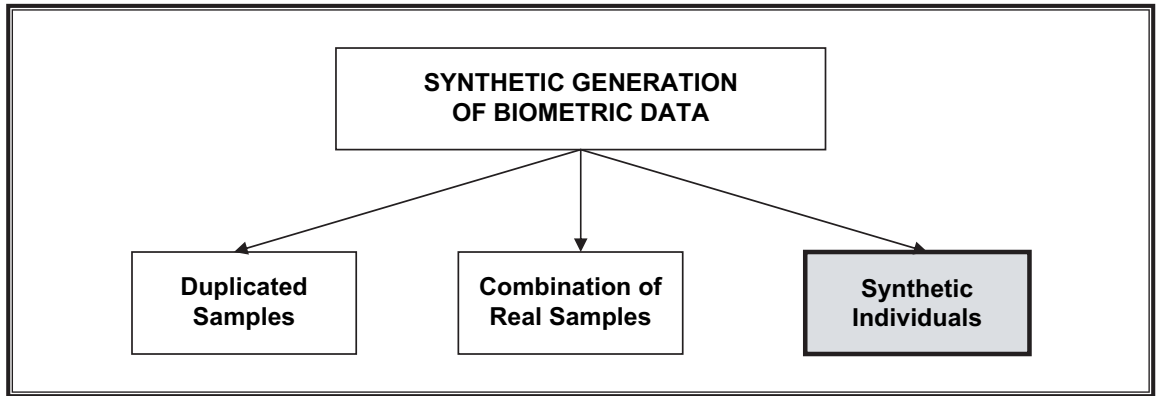 SYNTHETIC GENERATION
OF BIOMETRIC DATA
Duplicated
Samples
Combination of
Real Samples
Synthetic
Individuals